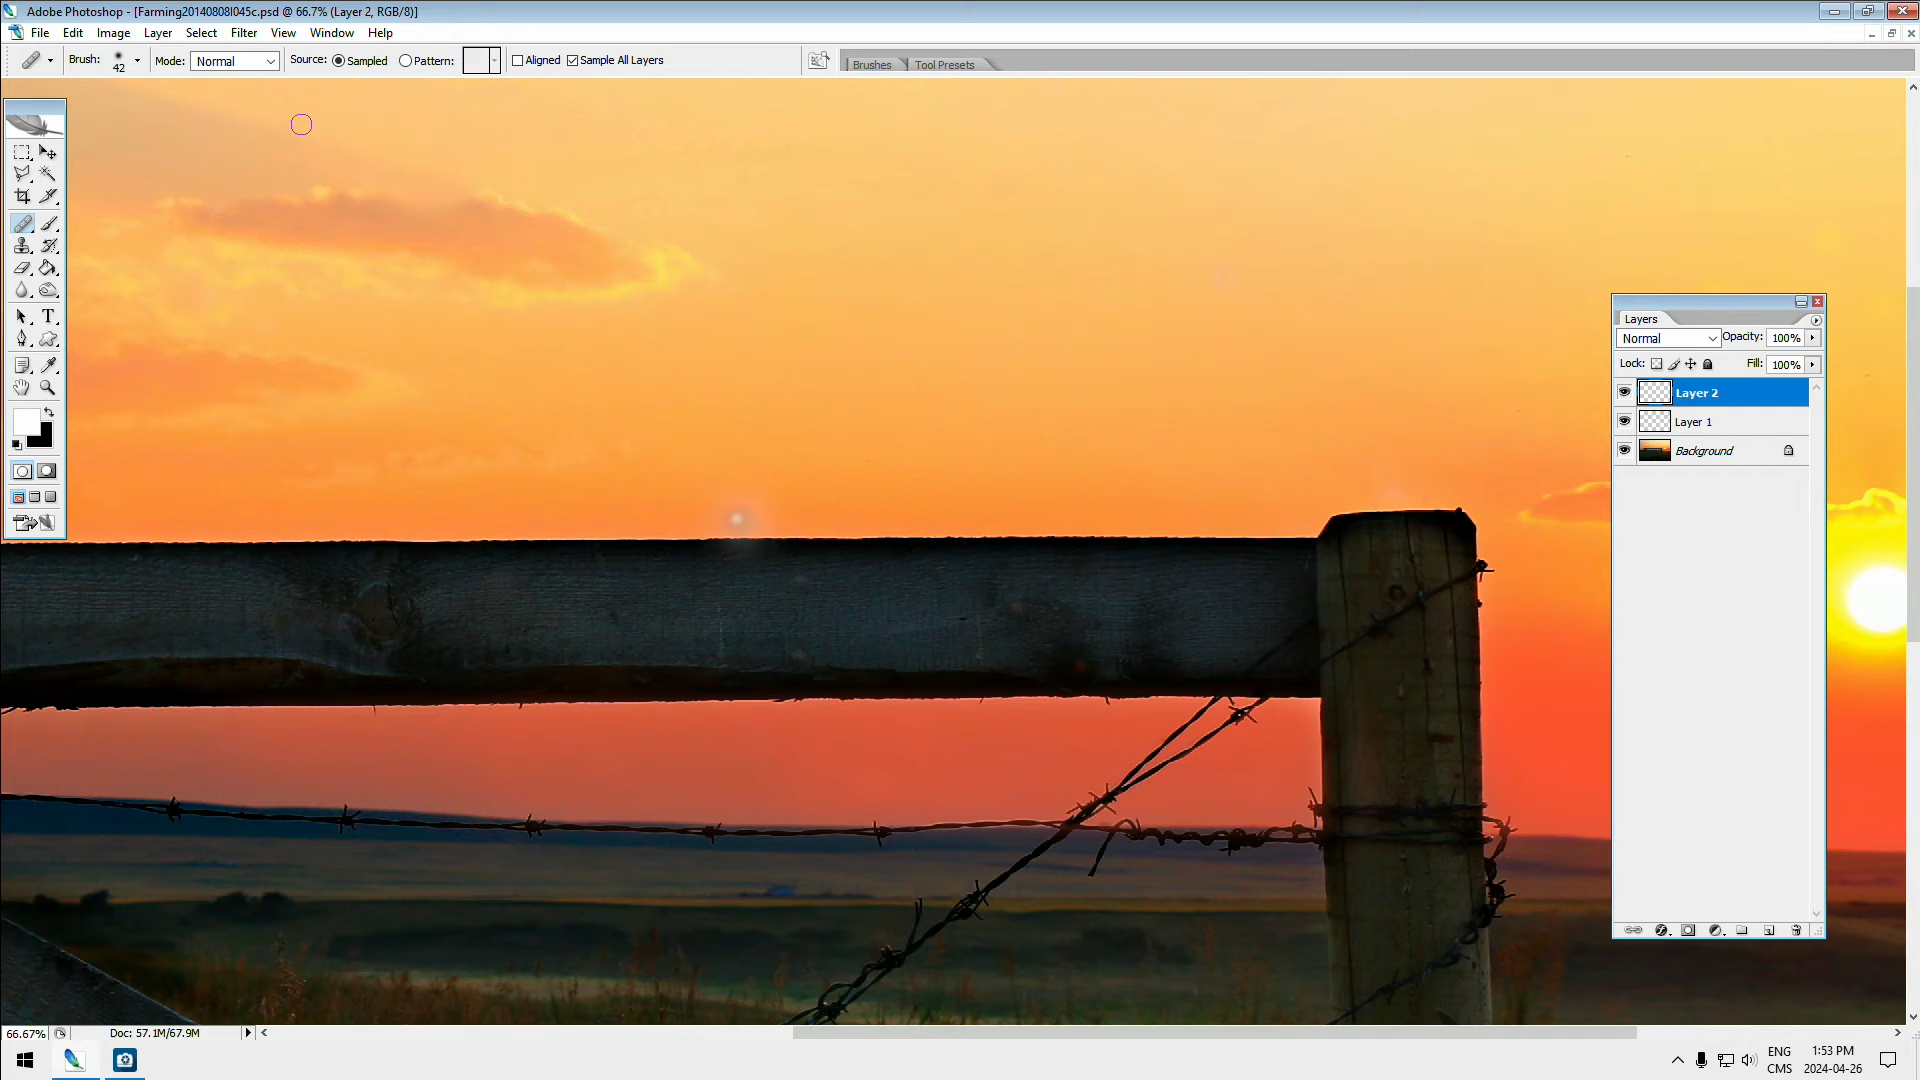 Adobe Photoshop - [Farming20140808I045c.psd @ 66.7% (Layer 2, RGB/8)]
File Edit Image Layer Select Filter View Window Help
Brush: 42 Mode: Normal Source: Sampled Pattern: Aligned Sample All Layers Brushes Tool Presets
Layers
Normal Opacity: 100%
Lock: Fill: 100%
Layer 2
Layer 1
Background
T
66.67% Doc: 57.1M/67.9M
ENG 1:53 PM
CMS 2024-04-26